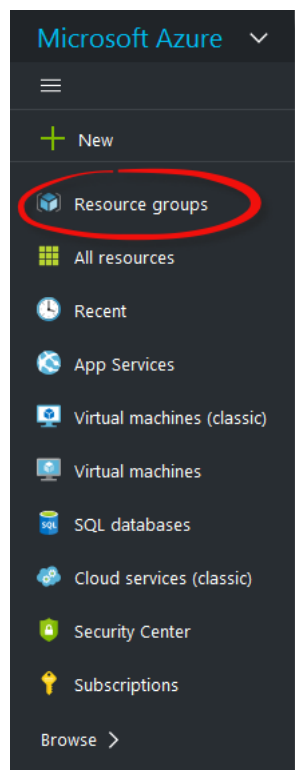 Microsoft Azure
New
Resource groups
All resources
Recent
App Services
Virtual machines (classic)
Virtual machines
SQL
SQL databases
Cloud services (classic)
Security Center
Subscriptions
Browse